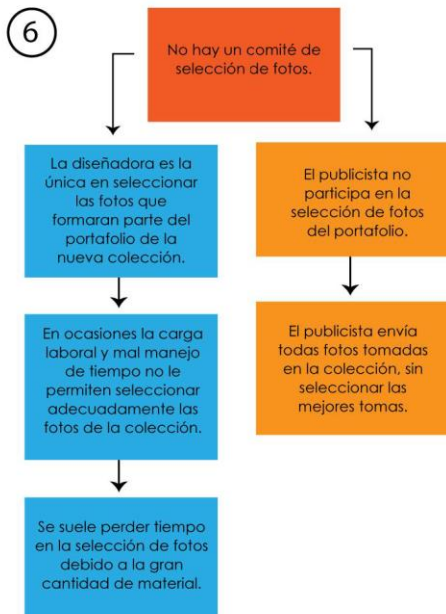 6
No hay un comité de
selección de fotos.
La diseñadora es la
única en seleccionar
las fotos que
formaran parte del
portafolio de la
nueva colección.
En ocasiones la carga
laboral y mal manejo
de tiempo no le
permiten seleccionar
adecuadamente las
fotos de la colección.
Se suele perder tiempo
en la selección de fotos
debido a la gran
cantidad de material.
El publicista no
participa en la
selección de fotos
del portafolio.
El publicista envía
todas fotos tomadas
en la colección, sin
seleccionar las
mejores tomas.